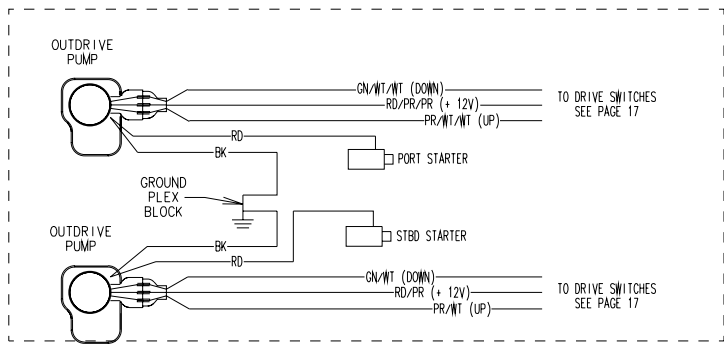 OUTDRIVE
PUMP
GN/WT/WT (DOWN)
RD/PR/PR (+ 12V)
PR/WT/WT (UP)
TO DRIVE SWITCHES
SEE PAGE 17
RD
PORT STARTER
BK
GROUND
PLEX
BLOCK
OUTDRIVE
PUMP
STBD STARTER
BK
RD
GN/WT (DOWN)
RD/PR (+ 12V)
PR/WT (UP)
TO DRIVE SWITCHES
SEE PAGE 17